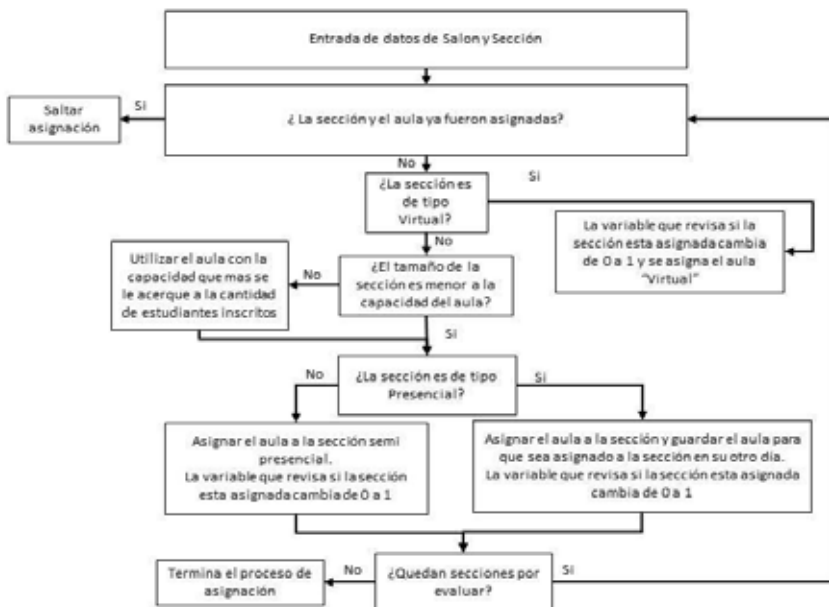 Entrada de datos de Salon y Sección
Si
Saltar
asignación
¿ La sección y el aula ya fueron asignadas?
No
Si
¿La sección es
de tipo
Virtual?
La variable que revisa si la
sección esta asignada cambia
de 0 a 1 y se asigna el aula
"Virtual"
No
Utilizar el aula con la
capacidad que mas se
le acerque a la cantidad
de estudiantes inscritos
No
¿El tamaño de la
sección es menor a la
capacidad del aula?
Si
No
¿La sección es de tipo
Presencial?
Si
Asignar el aula a la sección semi
presencial.
La variable que revisa si la sección
esta asignada cambia de 0 a 1
Asignar el aula a la sección y guardar el aula para
que sea asignado a la sección en su otro día.
La variable que revisa si la sección esta asignada
cambia de 0 a 1
Termina el proceso de
asignación
No
¿Quedan secciones por
evaluar?
Si